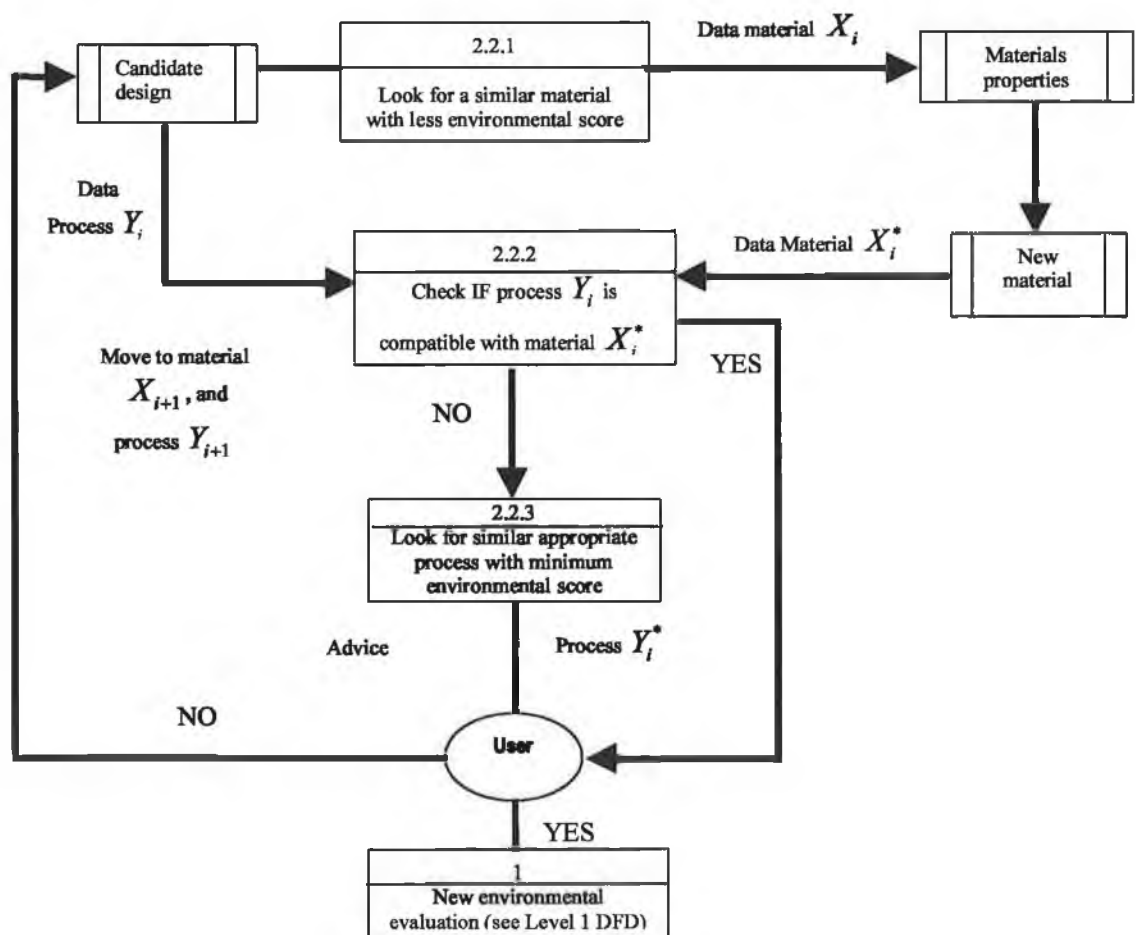 2.2.1
Data material X_i
Candidate
design
Look for a similar material
with less environmental score
Materials
properties
Data
Process Y_i
2.2.2
Check IF process Y_i is
compatible with material X_i^*
Data Material X_i^*
New
material
Move to material
X_{i+1}, and
process Y_{i+1}
YES
NO
2.2.3
Look for similar appropriate
process with minimum
environmental score
Advice
Process Y_i^*
NO
User
YES
1
New environmental
evaluation (see Level 1 DFD)